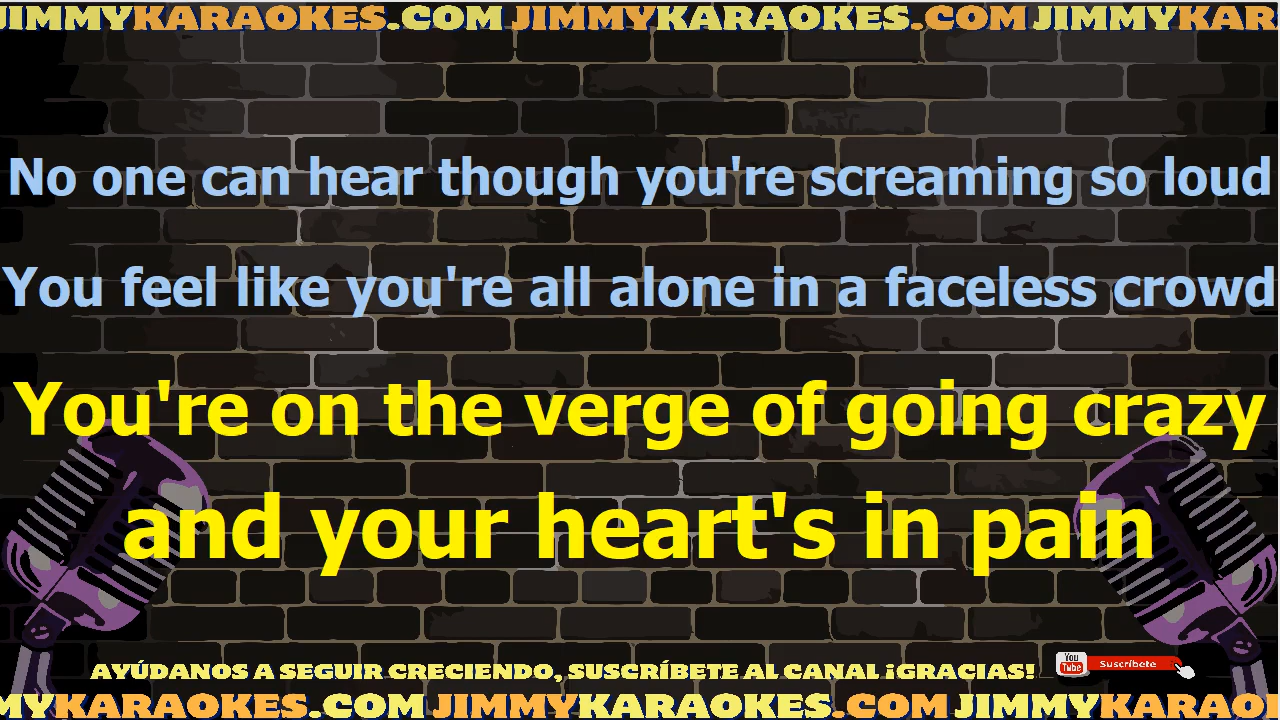 JIMMYKARAOKES.COM JIMMYKARAOKES.COM JIMMYKAR
No one can hear though you're screaming so loud
You feel like you're all alone in a faceless crowd
You're on the verge of going crazy
and your heart's in pain
AYÚDANOS A SEGUIR CRECIENDO, SUSCRÍBETE AL CANAL ¡GRACIAS!
You Tube Suscríbete
MYKARAOKES.COM JIMMYKARAOKES.COM JIMMYKARAO